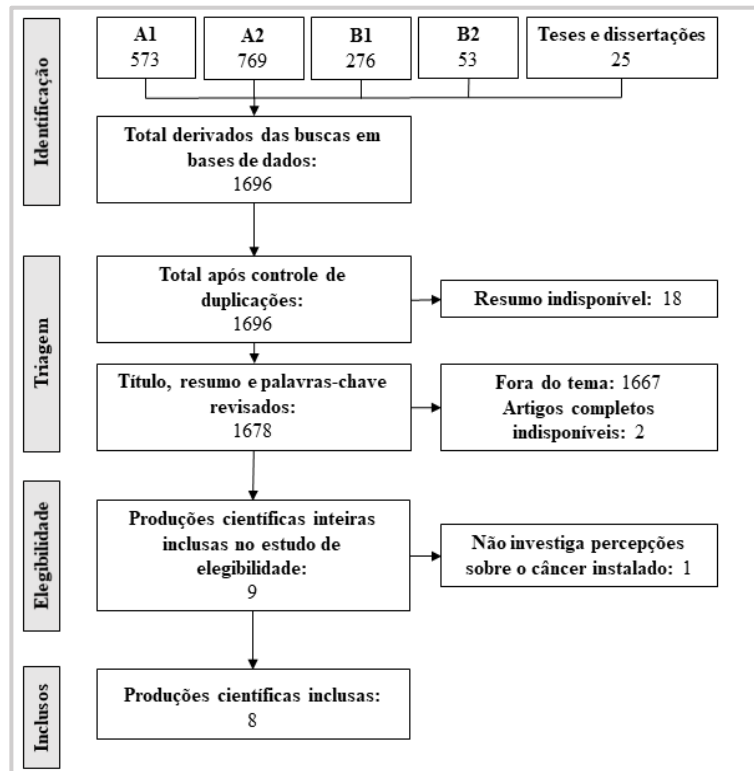 Identificação
A1
573
A2
769
B1
276
B2
53
Teses e dissertações
25
Total derivados das buscas em
bases de dados:
1696
Triagem
Total após controle de
duplicações:
1696
Resumo indisponível: 18
Título, resumo e palavras-chave
revisados:
1678
Fora do tema: 1667
Artigos completos
indisponíveis: 2
Elegibilidade
Produções científicas inteiras
inclusas no estudo de
elegibilidade:
9
Não investiga percepções
sobre o câncer instalado: 1
Inclusos
Produções científicas inclusas:
8